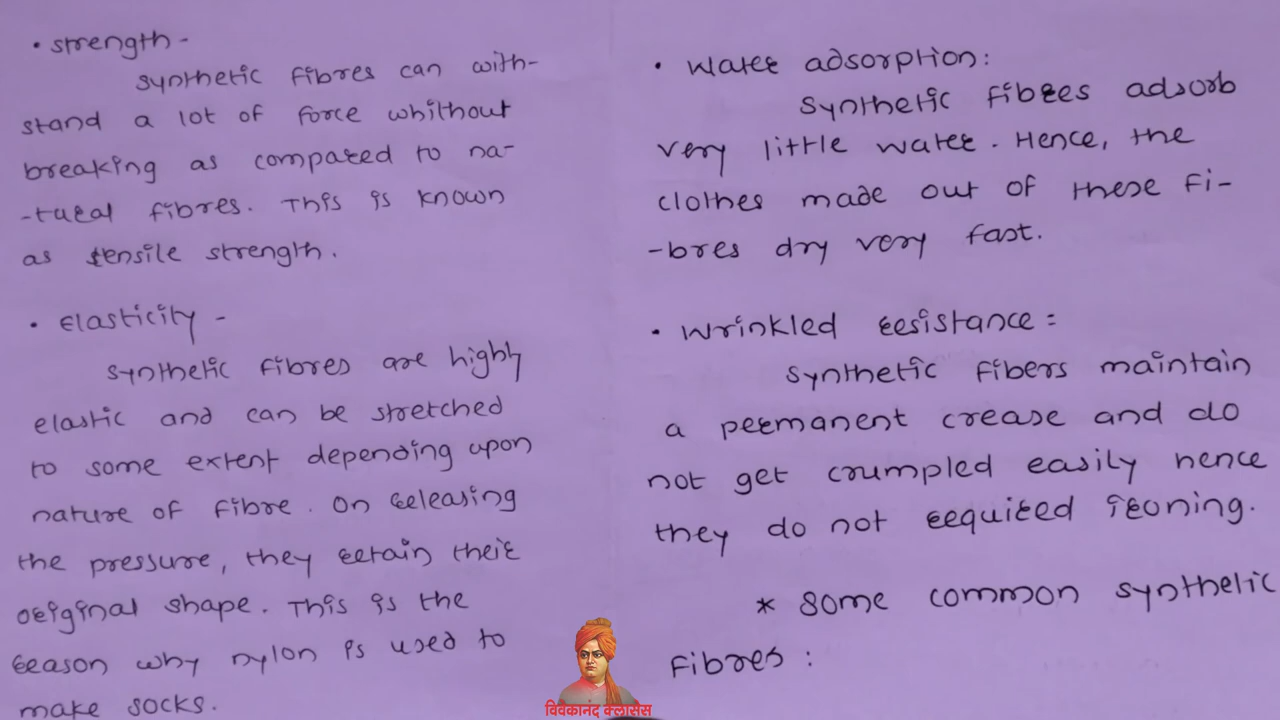 • Strength -
synthetic fibres can with-
stand a lot of force whithout
breaking as compared to na-
-tural fibres. This is known
as tensile strength.
• Elasticity -
synthetic fibres are highly
elastic and can be stretched
to some extent depending upon
nature of fibre. On releasing
the pressure, they retain their
original shape. This is the
reason why nylon is used to
make socks.
• Water adsorption:
Synthetic fibres adsorb
very little water. Hence, the
clothes made out of these fi-
-bres dry very fast.
• Wrinkled resistance:
synthetic fibers maintain
a permanent crease and do
not get crumpled easily hence
they do not required ironing.
* Some common synthetic
fibres:
विवेकानंद क्लासेस